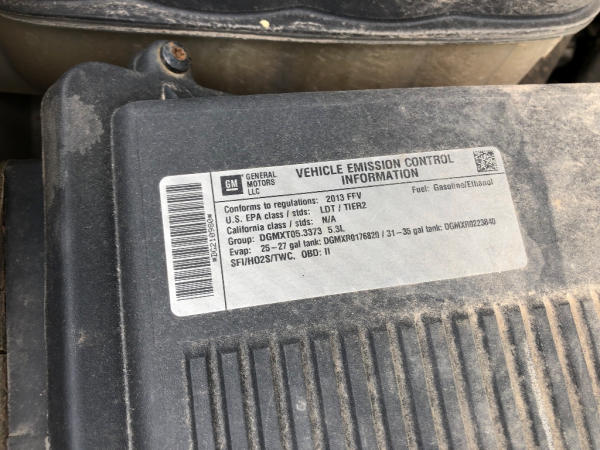 GM
GENERAL
MOTORS
LLC
VEHICLE EMISSION CONTROL
INFORMATION
Conforms to regulations: 2013 FFV
Fuel: Gasoline/Ethanol
U.S. EPA class / stds: LDT / TIER2
California class / stds: N/A
Group: DGMXT05.3373 5.3L
Evap: 25-27 gal tank: DGMXR0176820 / 31-35 gal tank: DGMXR0223840
SFI/HO2S/TWC, OBD: II